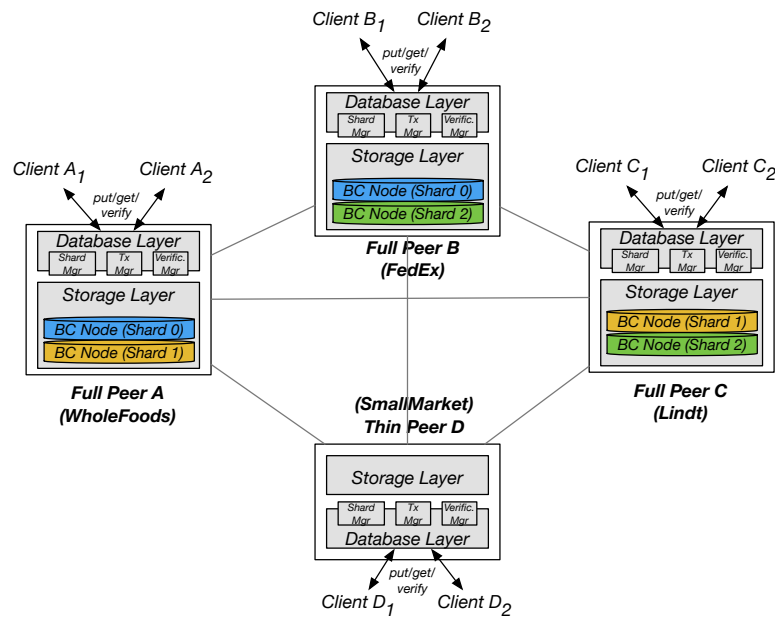 Client B1
Client B2
put/get/
verify
Database Layer
Shard
Mgr
Tx
Mgr
Verific.
Mgr
Storage Layer
BC Node (Shard 0)
BC Node (Shard 2)
Full Peer B
(FedEx)
Client A1
Client A2
put/get/
verify
Database Layer
Shard
Mgr
Tx
Mgr
Verific.
Mgr
Storage Layer
BC Node (Shard 0)
BC Node (Shard 1)
Full Peer A
(WholeFoods)
Client C1
Client C2
put/get/
verify
Database Layer
Shard
Mgr
Tx
Mgr
Verific.
Mgr
Storage Layer
BC Node (Shard 1)
BC Node (Shard 2)
Full Peer C
(Lindt)
(SmallMarket)
Thin Peer D
Storage Layer
Shard
Mgr
Tx
Mgr
Verific.
Mgr
Database Layer
put/get/
verify
Client D1
Client D2